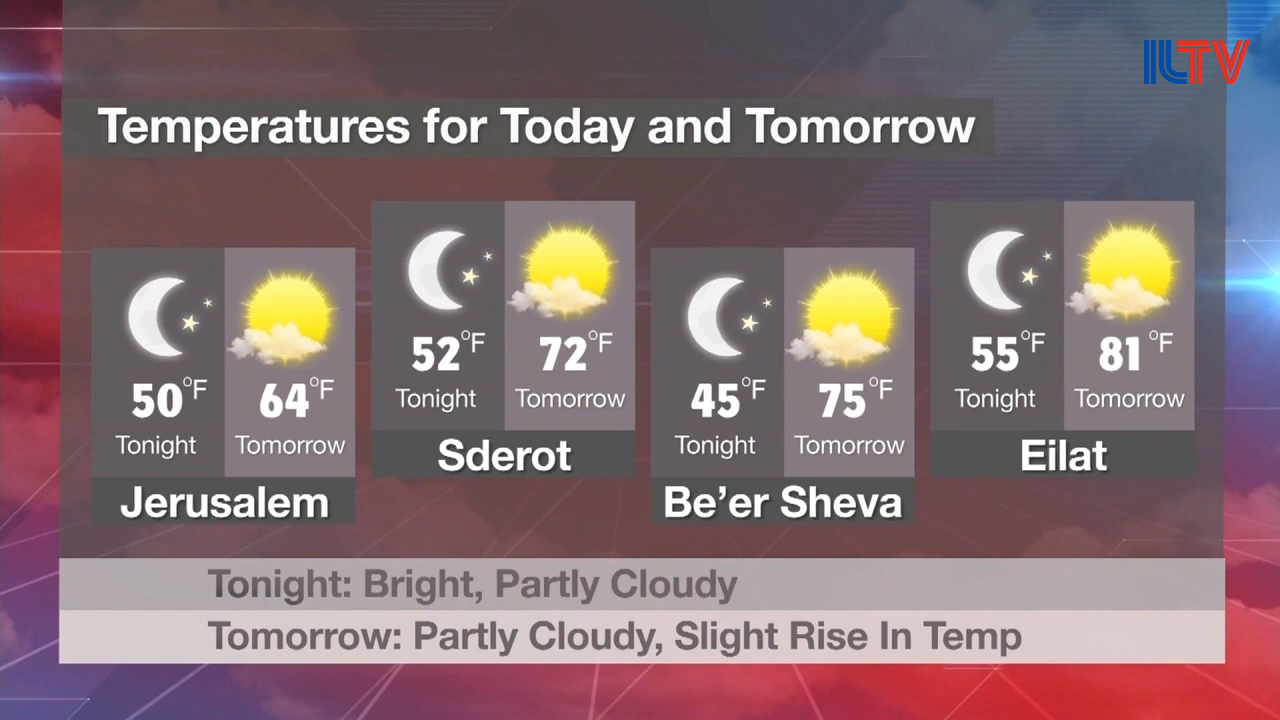 ILTV
Temperatures for Today and Tomorrow
50°F
Tonight
64°F
Tomorrow
Jerusalem
52°F
Tonight
72°F
Tomorrow
Sderot
45°F
Tonight
75°F
Tomorrow
Be’er Sheva
55°F
Tonight
81°F
Tomorrow
Eilat
Tonight: Bright, Partly Cloudy
Tomorrow: Partly Cloudy, Slight Rise In Temp